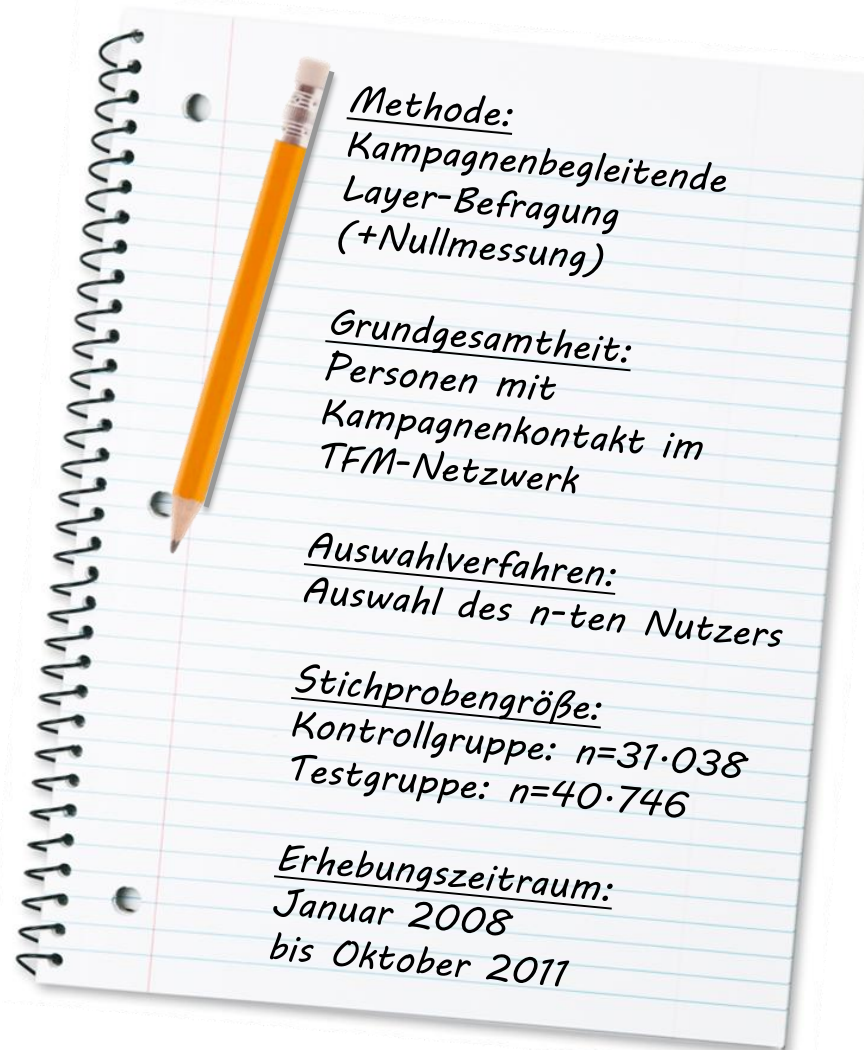 Methode:
Kampagnenbegleitende
Layer-Befragung
(+Nullmessung)
Grundgesamtheit:
Personen mit
Kampagnenkontakt im
TFM-Netzwerk
Auswahlverfahren:
Auswahl des n-ten Nutzers
Stichprobengröße:
Kontrollgruppe: n=31.038
Testgruppe: n=40.746
Erhebungszeitraum:
Januar 2008
bis Oktober 2011